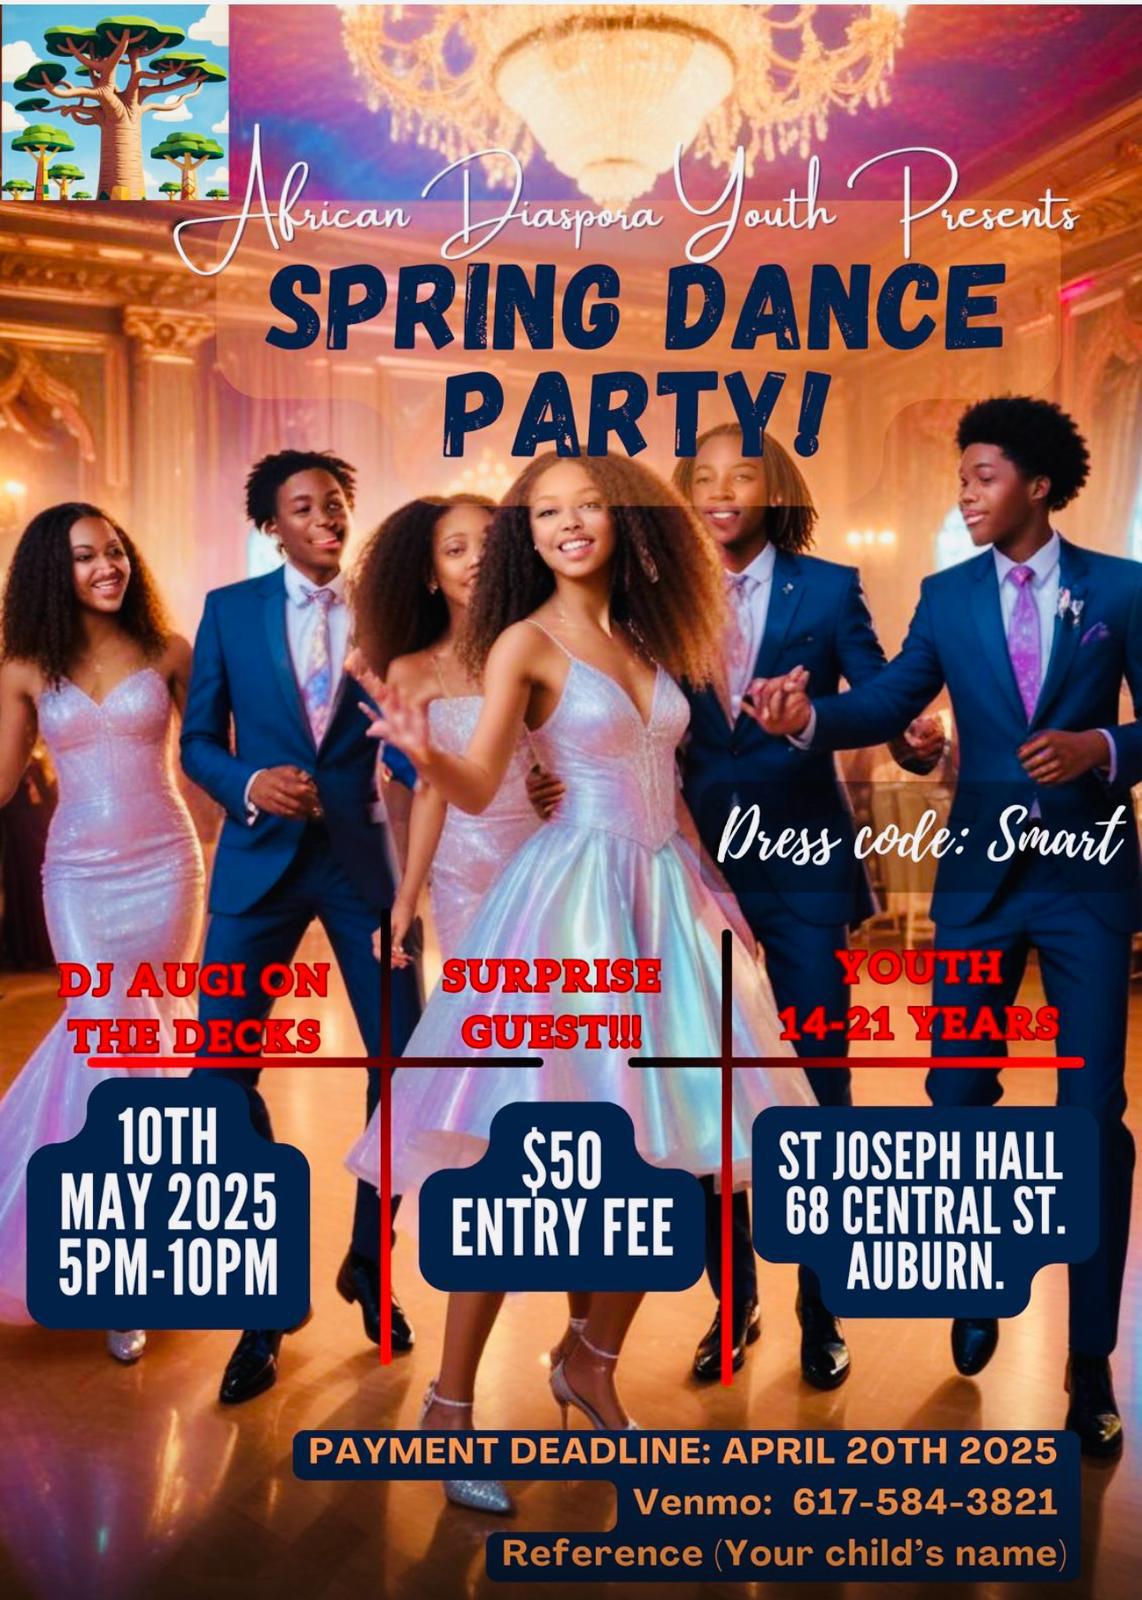 African Diaspora Youth Presents
SPRING DANCE
PARTY!
Dress code: Smart
DJ AUGI ON
THE DECKS
SURPRISE
GUEST!!!
YOUTH
14-21 YEARS
10TH
MAY 2025
5PM-10PM
$50
ENTRY FEE
ST JOSEPH HALL
68 CENTRAL ST.
AUBURN.
PAYMENT DEADLINE: APRIL 20TH 2025
Venmo: 617-584-3821
Reference (Your child's name)